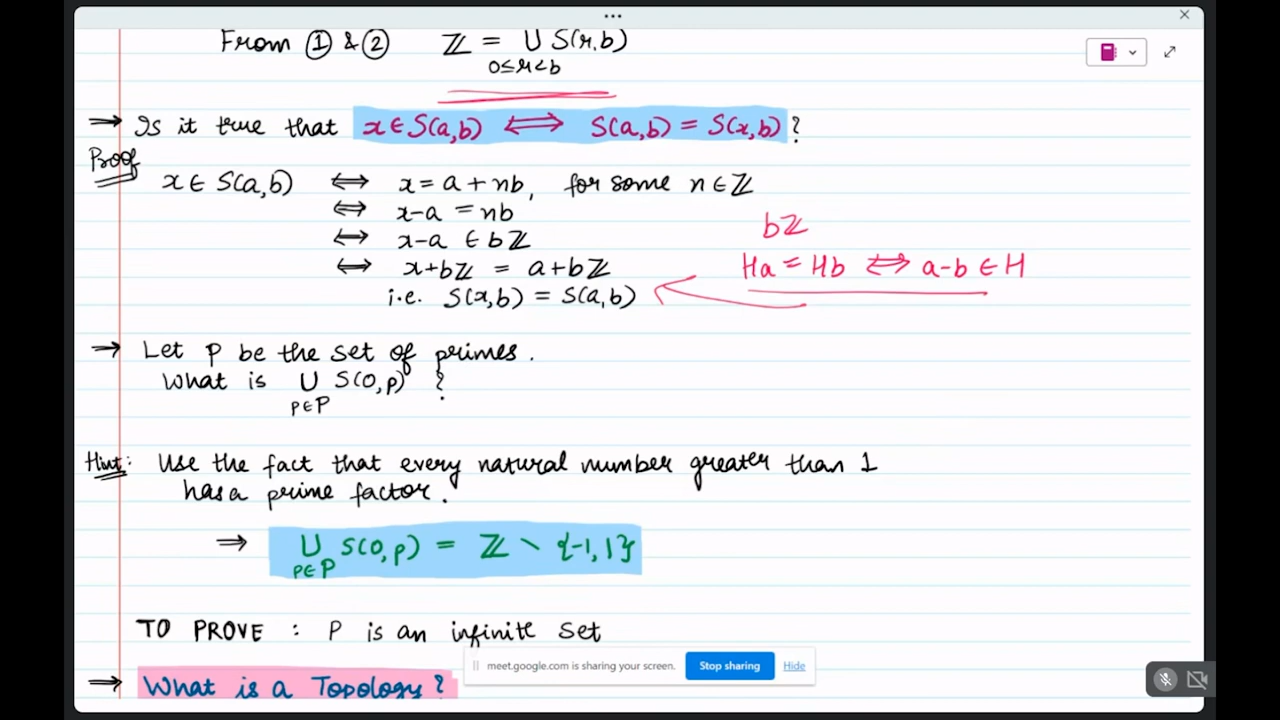 From ① & ② ℤ = ∪ S(r,b)
0≤r<b
→ Is it true that x ∈ S(a,b) ⟺ S(a,b) = S(x,b) ?
Proof
x ∈ S(a,b) ⟺ x = a + nb, for some n ∈ ℤ
⟺ x-a = nb
⟺ x-a ∈ bℤ
bℤ
⟺ x+bℤ = a+bℤ
Ha = Hb ⟺ a-b ∈ H
i.e. S(x,b) = S(a,b)
→ Let P be the set of primes.
What is ∪ S(0,p) ?
p∈P
Hint: Use the fact that every natural number greater than 1
has a prime factor.
⇒ ∪ S(0,p) = ℤ \ {-1,1}
p∈P
TO PROVE : P is an infinite set
meet.google.com is sharing your screen. Stop sharing Hide
→ What is a Topology?